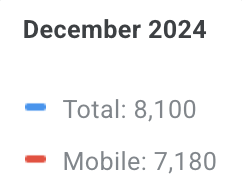 December 2024
Total: 8,100
Mobile: 7,180